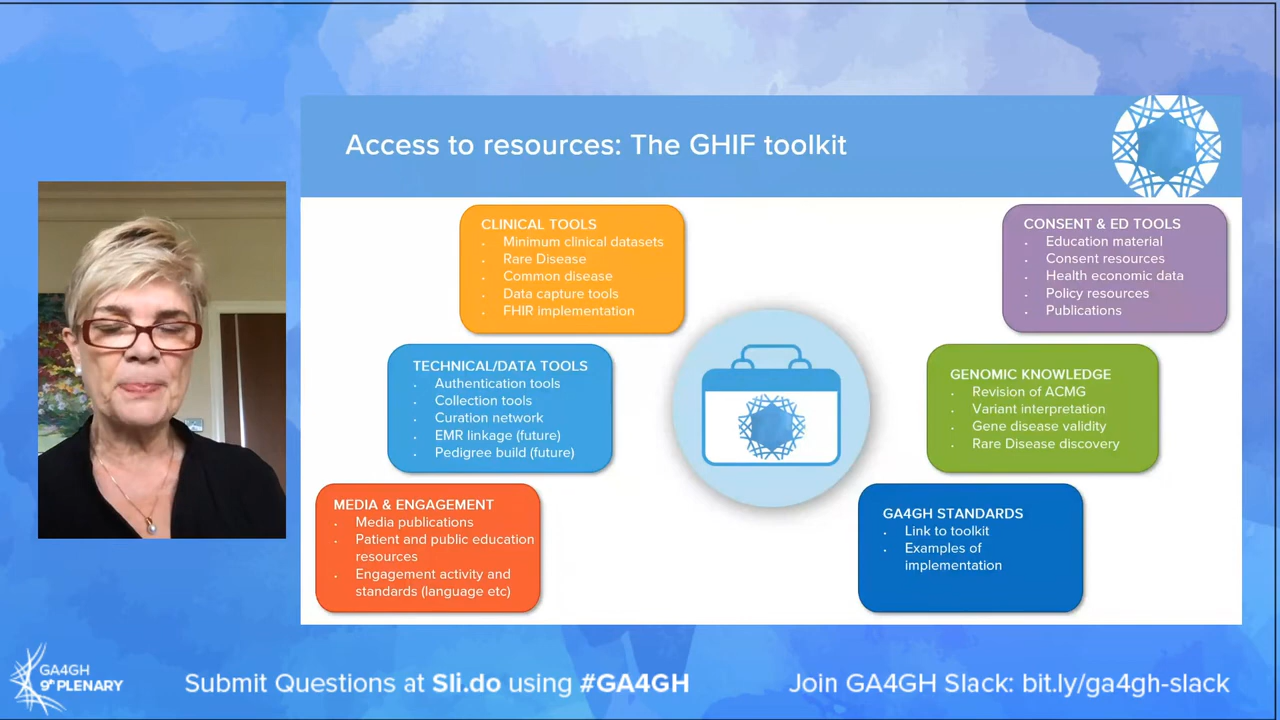 Access to resources: The GHIF toolkit
CLINICAL TOOLS
Minimum clinical datasets
Rare Disease
Common disease
Data capture tools
FHIR implementation
CONSENT & ED TOOLS
Education material
Consent resources
Health economic data
Policy resources
Publications
TECHNICAL/DATA TOOLS
Authentication tools
Collection tools
Curation network
EMR linkage (future)
Pedigree build (future)
GENOMIC KNOWLEDGE
Revision of ACMG
Variant interpretation
Gene disease validity
Rare Disease discovery
MEDIA & ENGAGEMENT
Media publications
Patient and public education
resources
Engagement activity and
standards (language etc)
GA4GH STANDARDS
Link to toolkit
Examples of
implementation
GA4GH
9th PLENARY
Submit Questions at Sli.do using #GA4GH
Join GA4GH Slack: bit.ly/ga4gh-slack